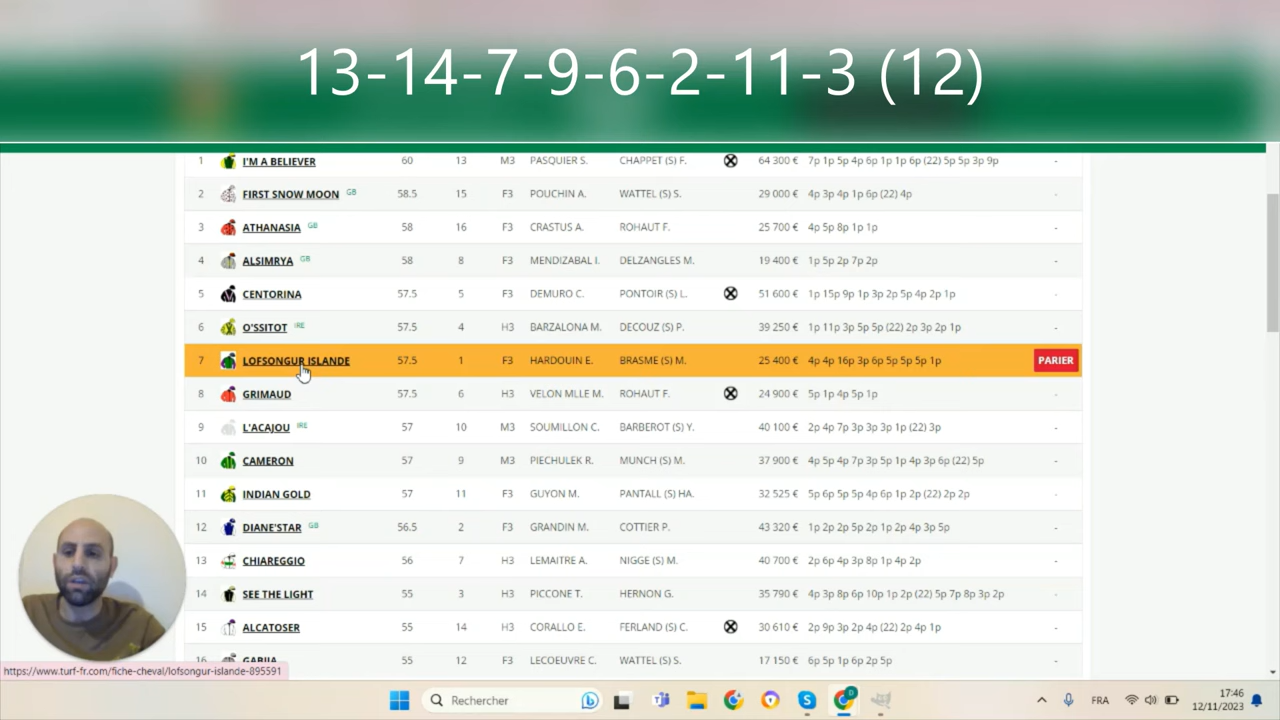 13-14-7-9-6-2-11-3 (12)
1 I'M A BELIEVER 60 13 M3 PASQUIER S. CHAPPET (S) F. 64 300 € 7p 1p 5p 4p 6p 1p 1p 6p (22) 5p 5p 3p 9p -
2 FIRST SNOW MOON GB 58.5 15 F3 POUCHIN A. WATTEL (S) S. 29 000 € 4p 3p 4p 1p 6p (22) 4p -
3 ATHANASIA GB 58 16 F3 CRASTUS A. ROHAUT F. 25 700 € 4p 5p 8p 1p 1p -
4 ALSIMRYA GB 58 8 F3 MENDIZABAL I. DELZANGLES M. 19 400 € 1p 5p 2p 7p 2p -
5 CENTORINA 57.5 5 F3 DEMURO C. PONTOIR (S) L. 51 600 € 1p 15p 9p 1p 3p 2p 5p 4p 2p 1p -
6 O'SSITOT IRE 57.5 4 H3 BARZALONA M. DECOUZ (S) P. 39 250 € 1p 11p 3p 5p 5p (22) 2p 3p 2p 1p -
7 LOFSONGUR ISLANDE 57.5 1 F3 HARDOUIN E. BRASME (S) M. 25 400 € 4p 4p 16p 3p 6p 5p 5p 5p 1p PARIER
8 GRIMAUD 57.5 6 H3 VELON MLLE M. ROHAUT F. 24 900 € 5p 1p 4p 5p 1p -
9 L'ACAJOU IRE 57 10 M3 SOUMILLON C. BARBEROT (S) Y. 40 100 € 2p 4p 7p 3p 3p 3p 1p (22) 3p -
10 CAMERON 57 9 M3 PIECHULEK R. MUNCH (S) M. 37 900 € 4p 5p 4p 7p 3p 5p 1p 4p 3p 6p (22) 5p -
11 INDIAN GOLD 57 11 F3 GUYON M. PANTALL (S) HA. 32 525 € 5p 6p 5p 5p 4p 6p 1p 2p (22) 2p 2p -
12 DIANE'STAR GB 56.5 2 F3 GRANDIN M. COTTIER P. 43 320 € 1p 2p 2p 5p 2p 1p 2p 4p 3p 5p -
13 CHIAREGGIO 56 7 H3 LEMAITRE A. NIGGE (S) M. 40 700 € 2p 6p 4p 3p 8p 1p 4p 2p -
14 SEE THE LIGHT 55 3 H3 PICCONE T. HERNON G. 35 790 € 4p 3p 8p 6p 10p 1p 2p (22) 5p 7p 8p 3p 2p -
15 ALCATOSER 55 14 H3 CORALLO E. FERLAND (S) C. 30 610 € 2p 9p 3p 2p 4p (22) 2p 4p 1p -
16 GABIJA 55 12 F3 LECOEUVRE C. WATTEL (S) S. 17 150 € 6p 5p 1p 6p 2p 5p -
https://www.turf-fr.com/fiche-cheval/lofsongur-islande-895591
Rechercher
FRA
17:46
12/11/2023